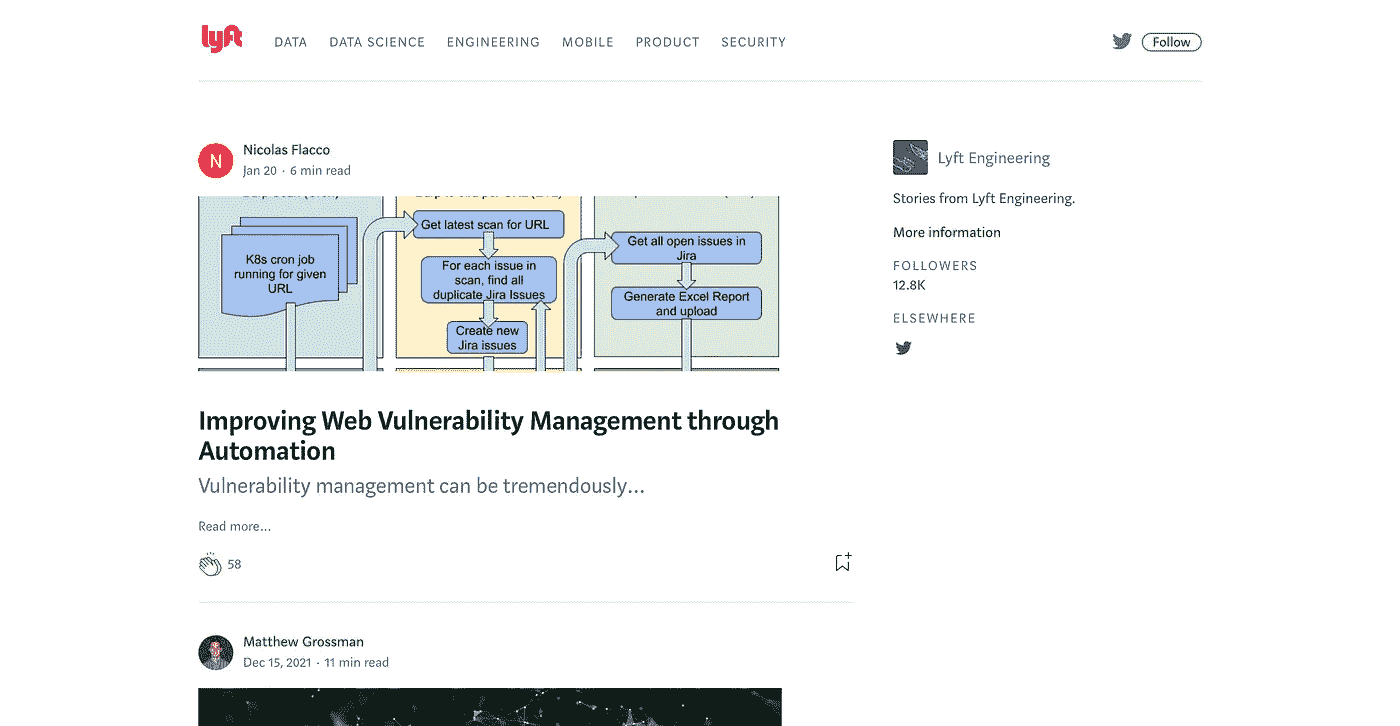 lyft
DATA DATA SCIENCE ENGINEERING MOBILE PRODUCT SECURITY
Follow
N
Nicolas Flacco
Jan 20 · 6 min read
K8s cron job
running for given
URL
Get latest scan for URL
For each issue in
scan, find all
duplicate Jira Issues
Create new
Jira issues
Get all open issues in
Jira
Generate Excel Report
and upload
Improving Web Vulnerability Management through
Automation
Vulnerability management can be tremendously...
Read more...
58
Matthew Grossman
Dec 15, 2021 · 11 min read
Lyft Engineering
Stories from Lyft Engineering.
More information
FOLLOWERS
12.8K
ELSEWHERE